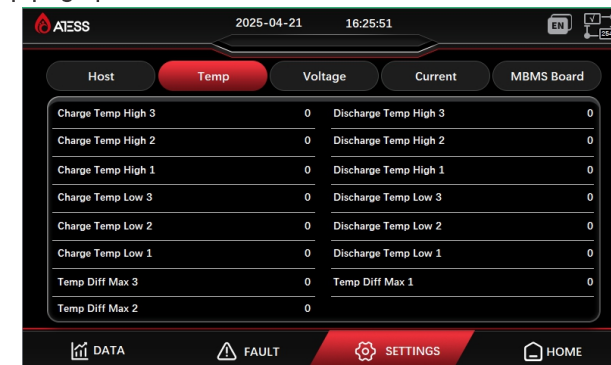 ATESS 2025-04-21 16:25:51 EN
Host Temp Voltage Current MBMS Board
Charge Temp High 3 0 Discharge Temp High 3 0
Charge Temp High 2 0 Discharge Temp High 2 0
Charge Temp High 1 0 Discharge Temp High 1 0
Charge Temp Low 3 0 Discharge Temp Low 3 0
Charge Temp Low 2 0 Discharge Temp Low 2 0
Charge Temp Low 1 0 Discharge Temp Low 1 0
Temp Diff Max 3 0 Temp Diff Max 1 0
Temp Diff Max 2 0
DATA FAULT SETTINGS HOME